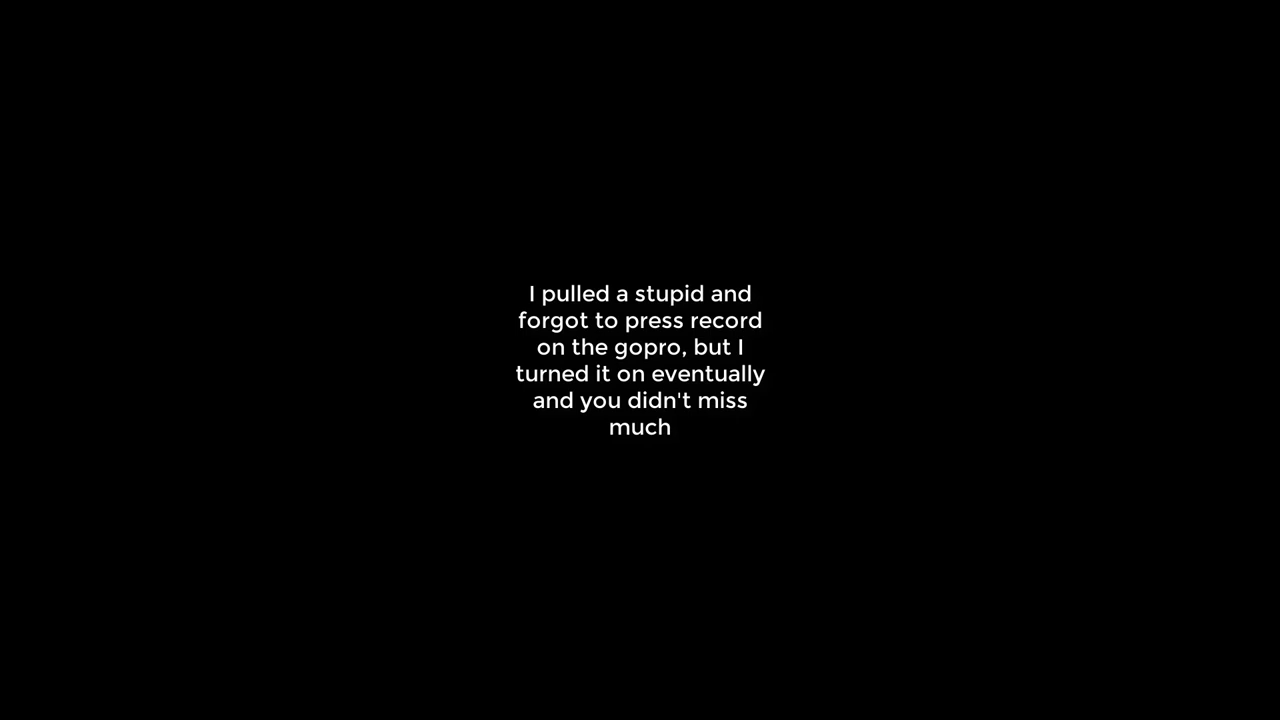 I pulled a stupid and
forgot to press record
on the gopro, but I
turned it on eventually
and you didn't miss
much